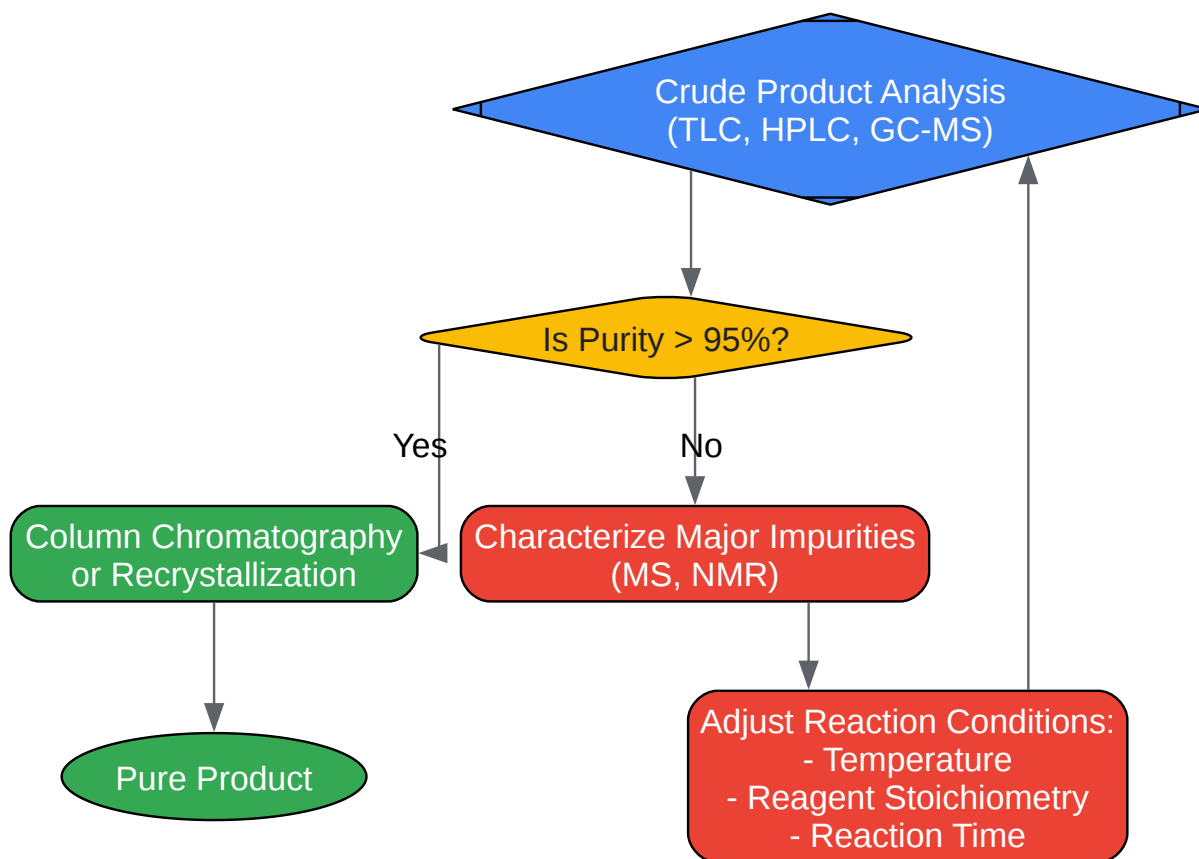 Crude Product Analysis
(TLC, HPLC, GC-MS)
Is Purity > 95%?
Yes
No
Column Chromatography
or Recrystallization
Characterize Major Impurities
(MS, NMR)
Adjust Reaction Conditions:
- Temperature
- Reagent Stoichiometry
- Reaction Time
Pure Product